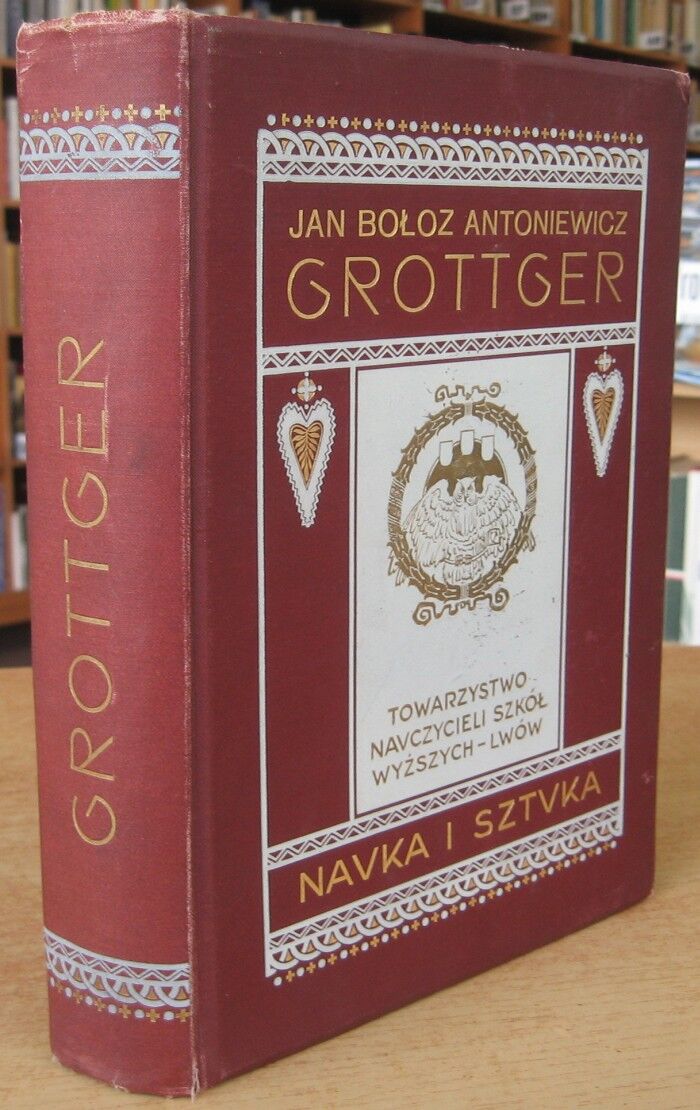 GROTTGER
JAN BOŁOZ ANTONIEWICZ
GROTTGER
TOWARZYSTWO
NAVCZYCIELI SZKÓŁ
WYŻSZYCH-LWÓW
NAVKA I SZTVKA